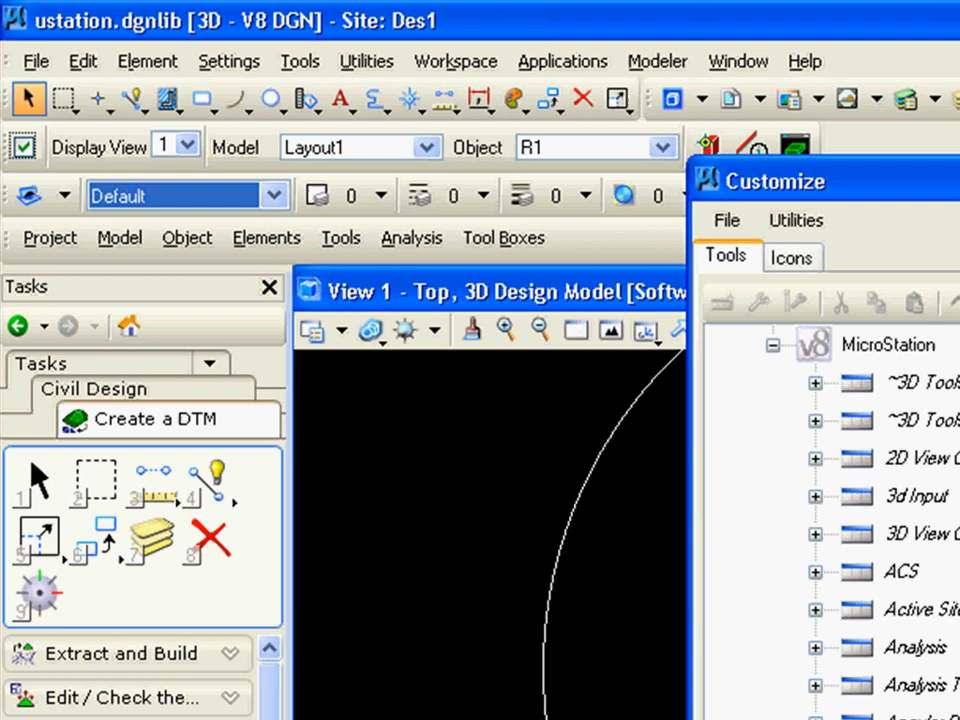 ustation.dgnlib [3D - V8 DGN] - Site: Des1
File Edit Element Settings Tools Utilities Workspace Applications Modeler Window Help
Display View 1 Model Layout1 Object R1
Default 0 0 0 0
Customize
File Utilities
Project Model Object Elements Tools Analysis Tool Boxes
Tools Icons
Tasks
View 1 - Top, 3D Design Model [Softw
Tasks
Civil Design
Create a DTM
1 2 3 4
5 6 7 8
9
Extract and Build
Edit / Check the...
V8 MicroStation
~3D Tools
~3D Tools
2D View C
3d Input
3D View C
ACS
Active Sit
Analysis
Analysis T